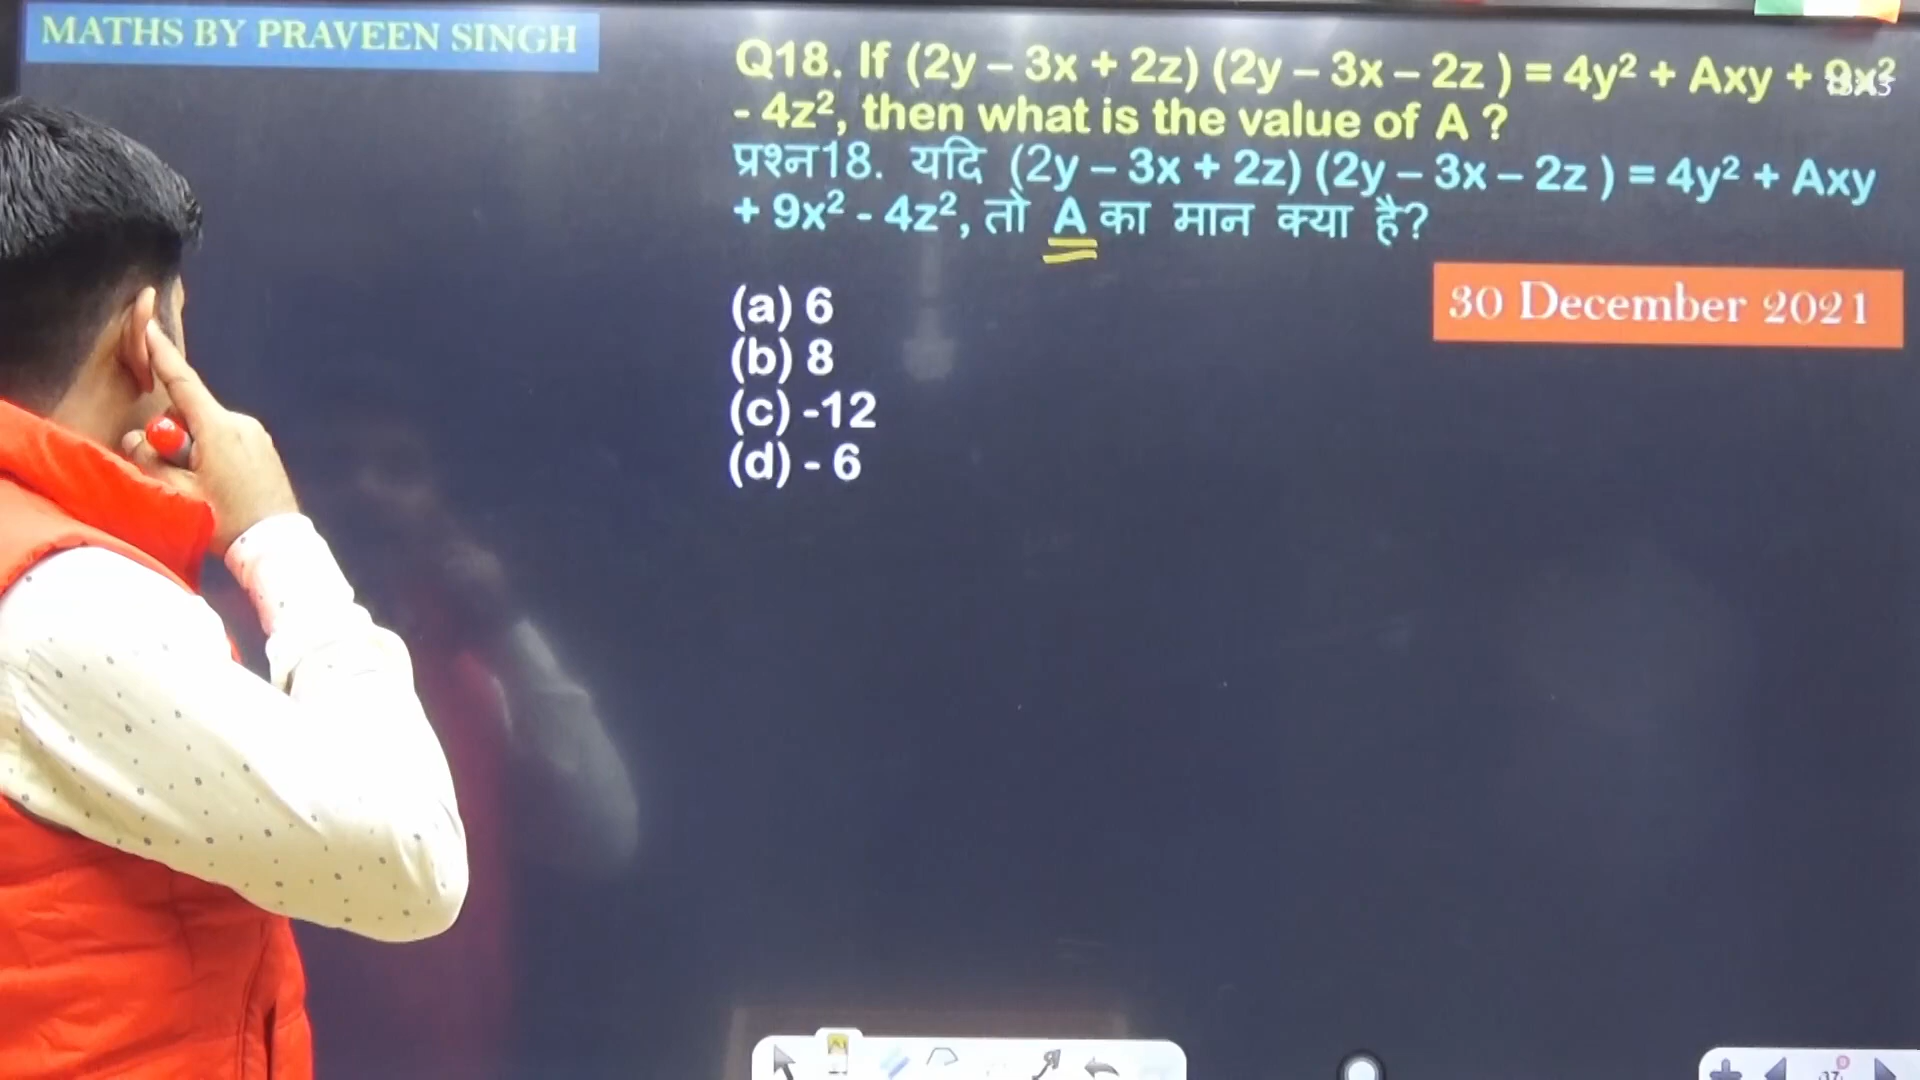 MATHS BY PRAVEEN SINGH
Q18. If (2y – 3x + 2z) (2y – 3x – 2z ) = 4y² + Axy + 9x²
- 4z², then what is the value of A ?
प्रश्न18. यदि (2y – 3x + 2z) (2y – 3x – 2z ) = 4y² + Axy
+ 9x² - 4z², तो A का मान क्या है?
30 December 2021
(a) 6
(b) 8
(c) -12
(d) - 6